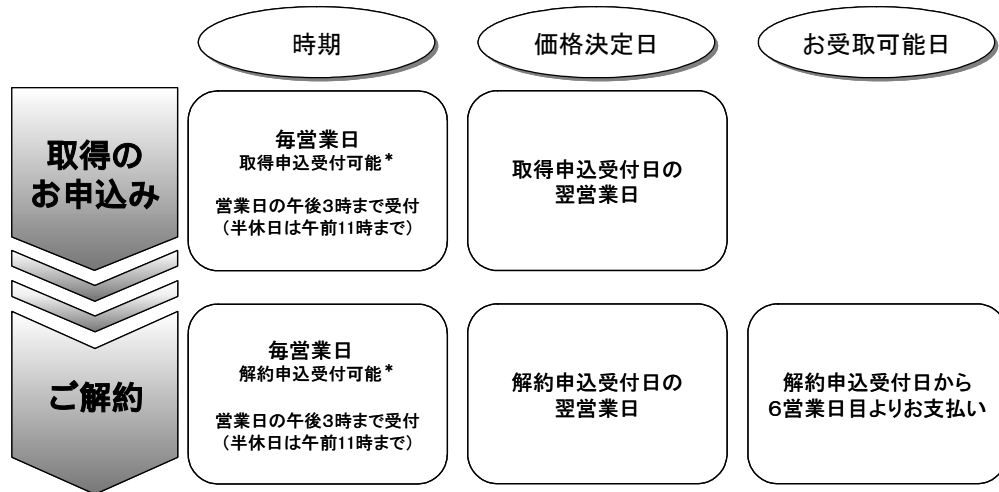 時期
価格決定日
お受取可能日
取得の
お申込み
毎営業日
取得申込受付可能*
営業日の午後3時まで受付
(半休日は午前11時まで)
取得申込受付日の
翌営業日
ご解約
毎営業日
解約申込受付可能*
営業日の午後3時まで受付
(半休日は午前11時まで)
解約申込受付日の
翌営業日
解約申込受付日から
6営業日目よりお支払い